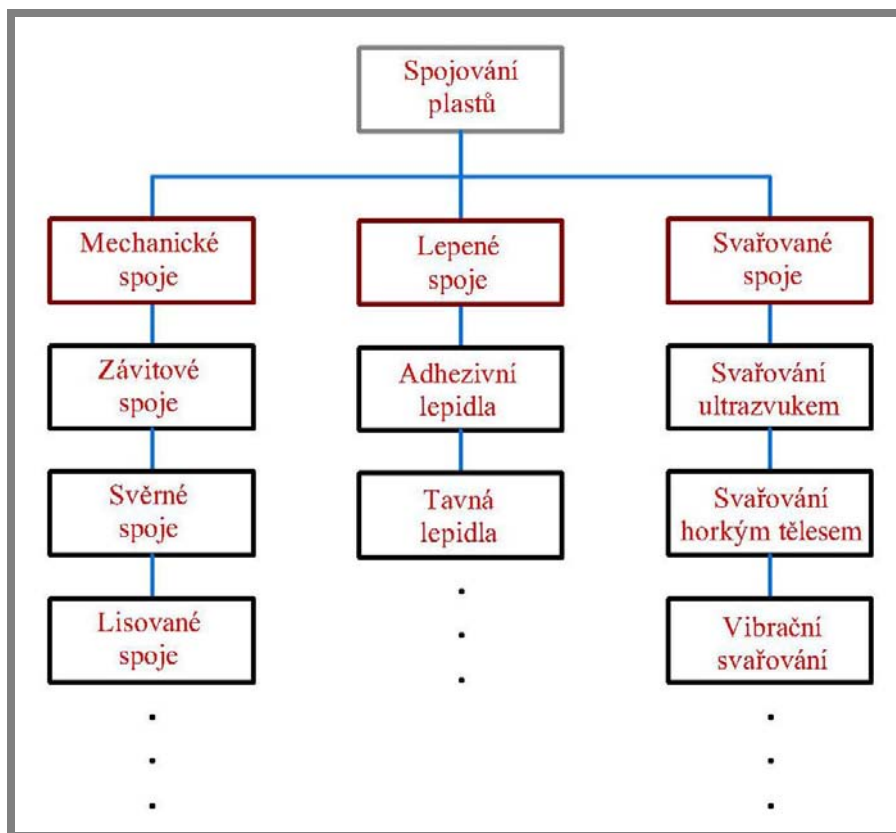 Spojování
plastů
Mechanické
spoje
Závitové
spoje
Svěrné
spoje
Lisované
spoje
Lepené
spoje
Adhezivní
lepidla
Tavná
lepidla
Svařované
spoje
Svařování
ultrazvukem
Svařování
horkým tělesem
Vibrační
svařování